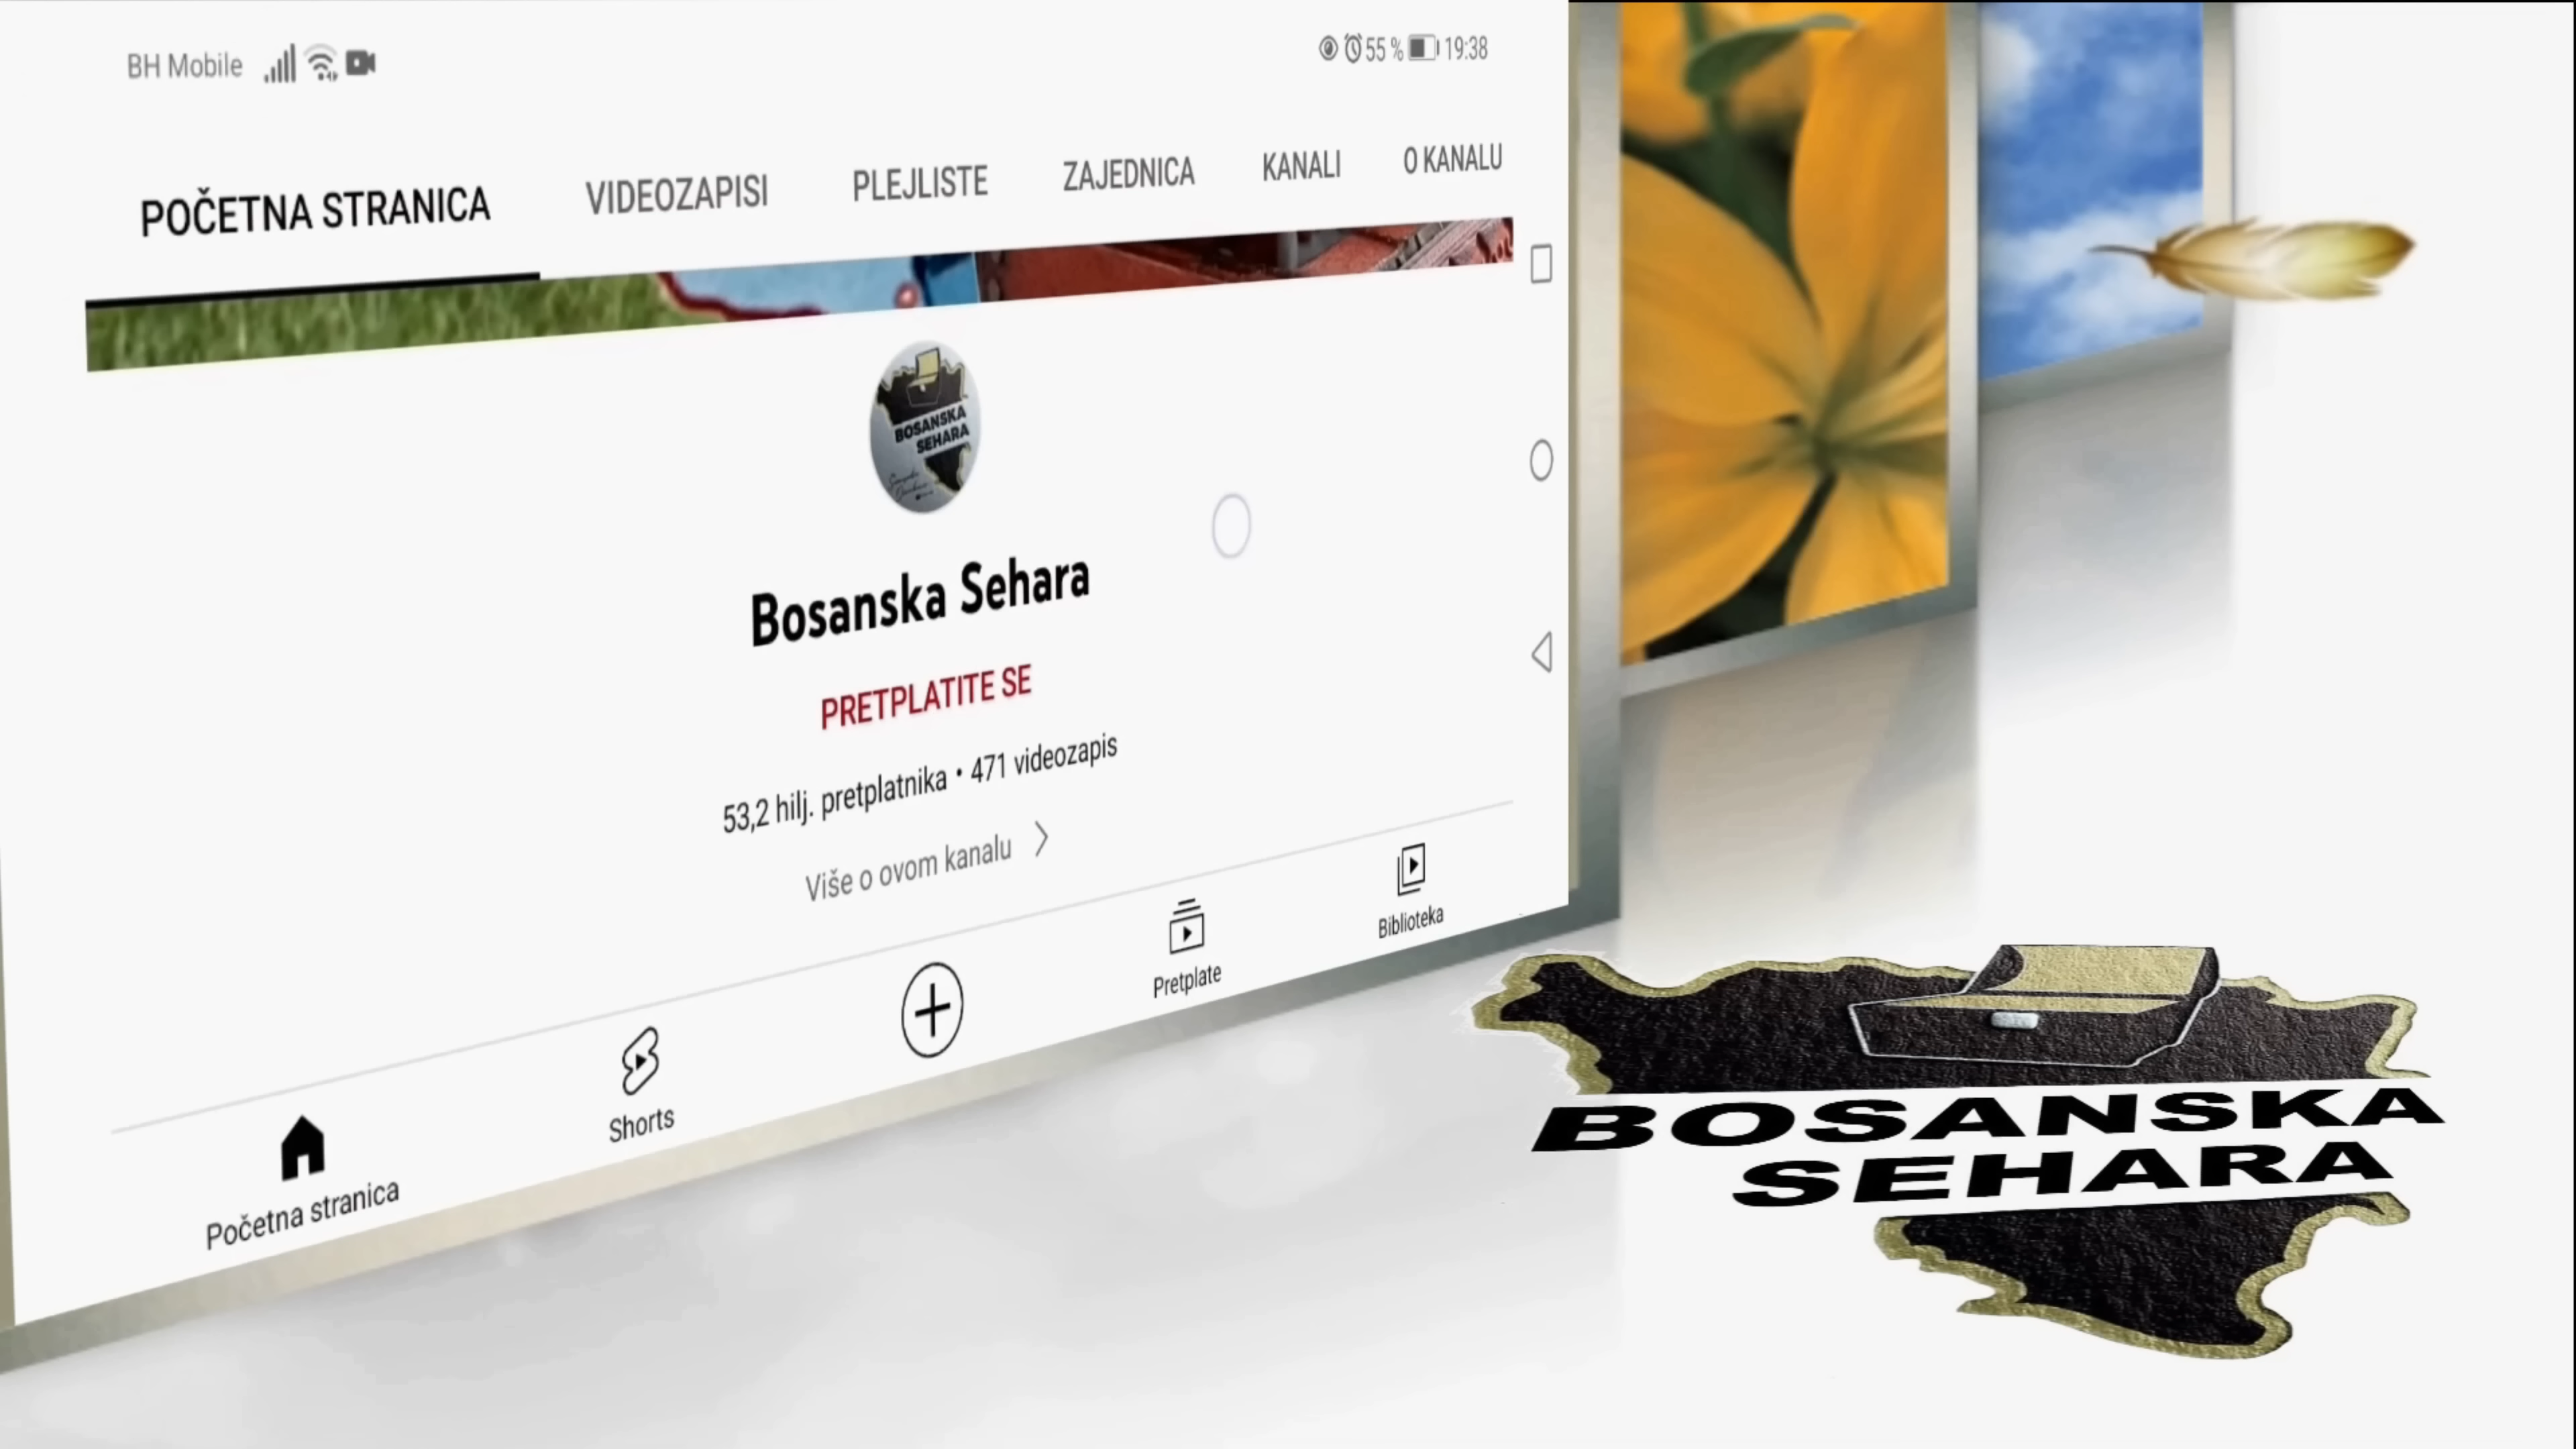 BH Mobile
55 % 19:38
POČETNA STRANICA VIDEOZAPISI PLEJLISTE ZAJEDNICA KANALI O KANALU
BOSANSKA
SEHARA
Bosanska Sehara
PRETPLATITE SE
53,2 hilj. pretplatnika • 471 videozapis
Više o ovom kanalu
Početna stranica
Shorts
Pretplate
Biblioteka
BOSANSKA
SEHARA